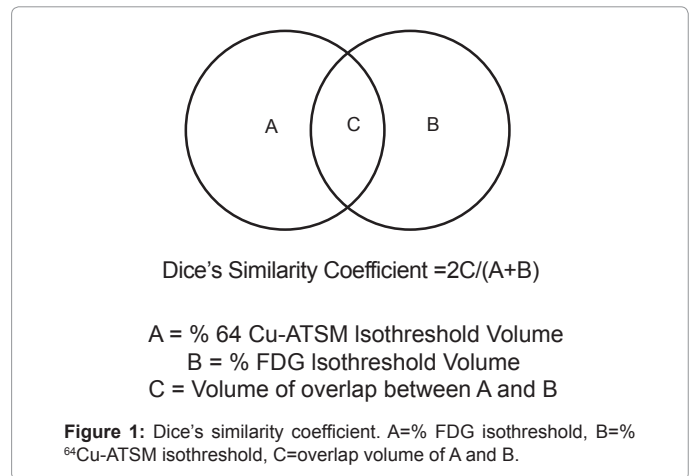 A C B
Dice's Similarity Coefficient =2C/(A+B)
A = % 64 Cu-ATSM Isothreshold Volume
B = % FDG Isothreshold Volume
C = Volume of overlap between A and B
Figure 1: Dice's similarity coefficient. A=% FDG isothreshold, B=%
⁶⁴Cu-ATSM isothreshold, C=overlap volume of A and B.